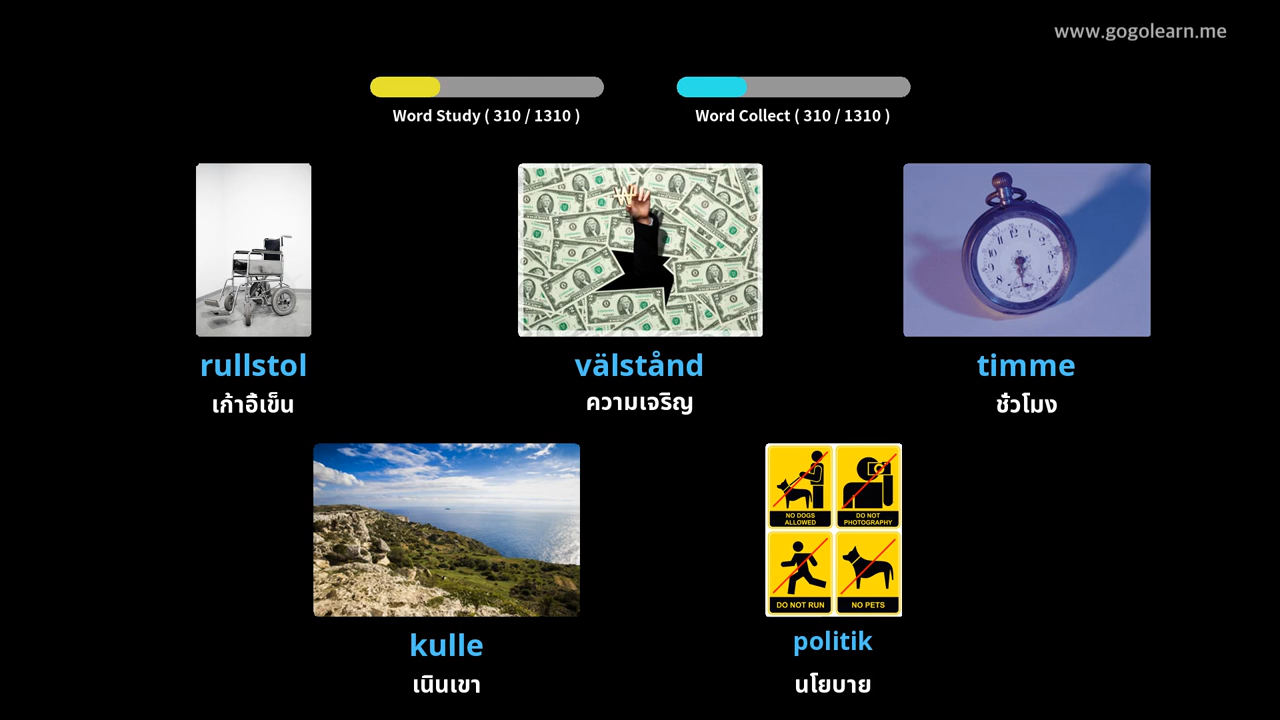 www.gogolearn.me
Word Study ( 310 / 1310 )
Word Collect ( 310 / 1310 )
rullstol
เก้าอี้เข็น
välstånd
ความเจริญ
timme
ชั่วโมง
NO DOGS
ALLOWED
DO NOT
PHOTOGRAPHY
DO NOT RUN
NO PETS
kulle
เนินเขา
politik
นโยบาย